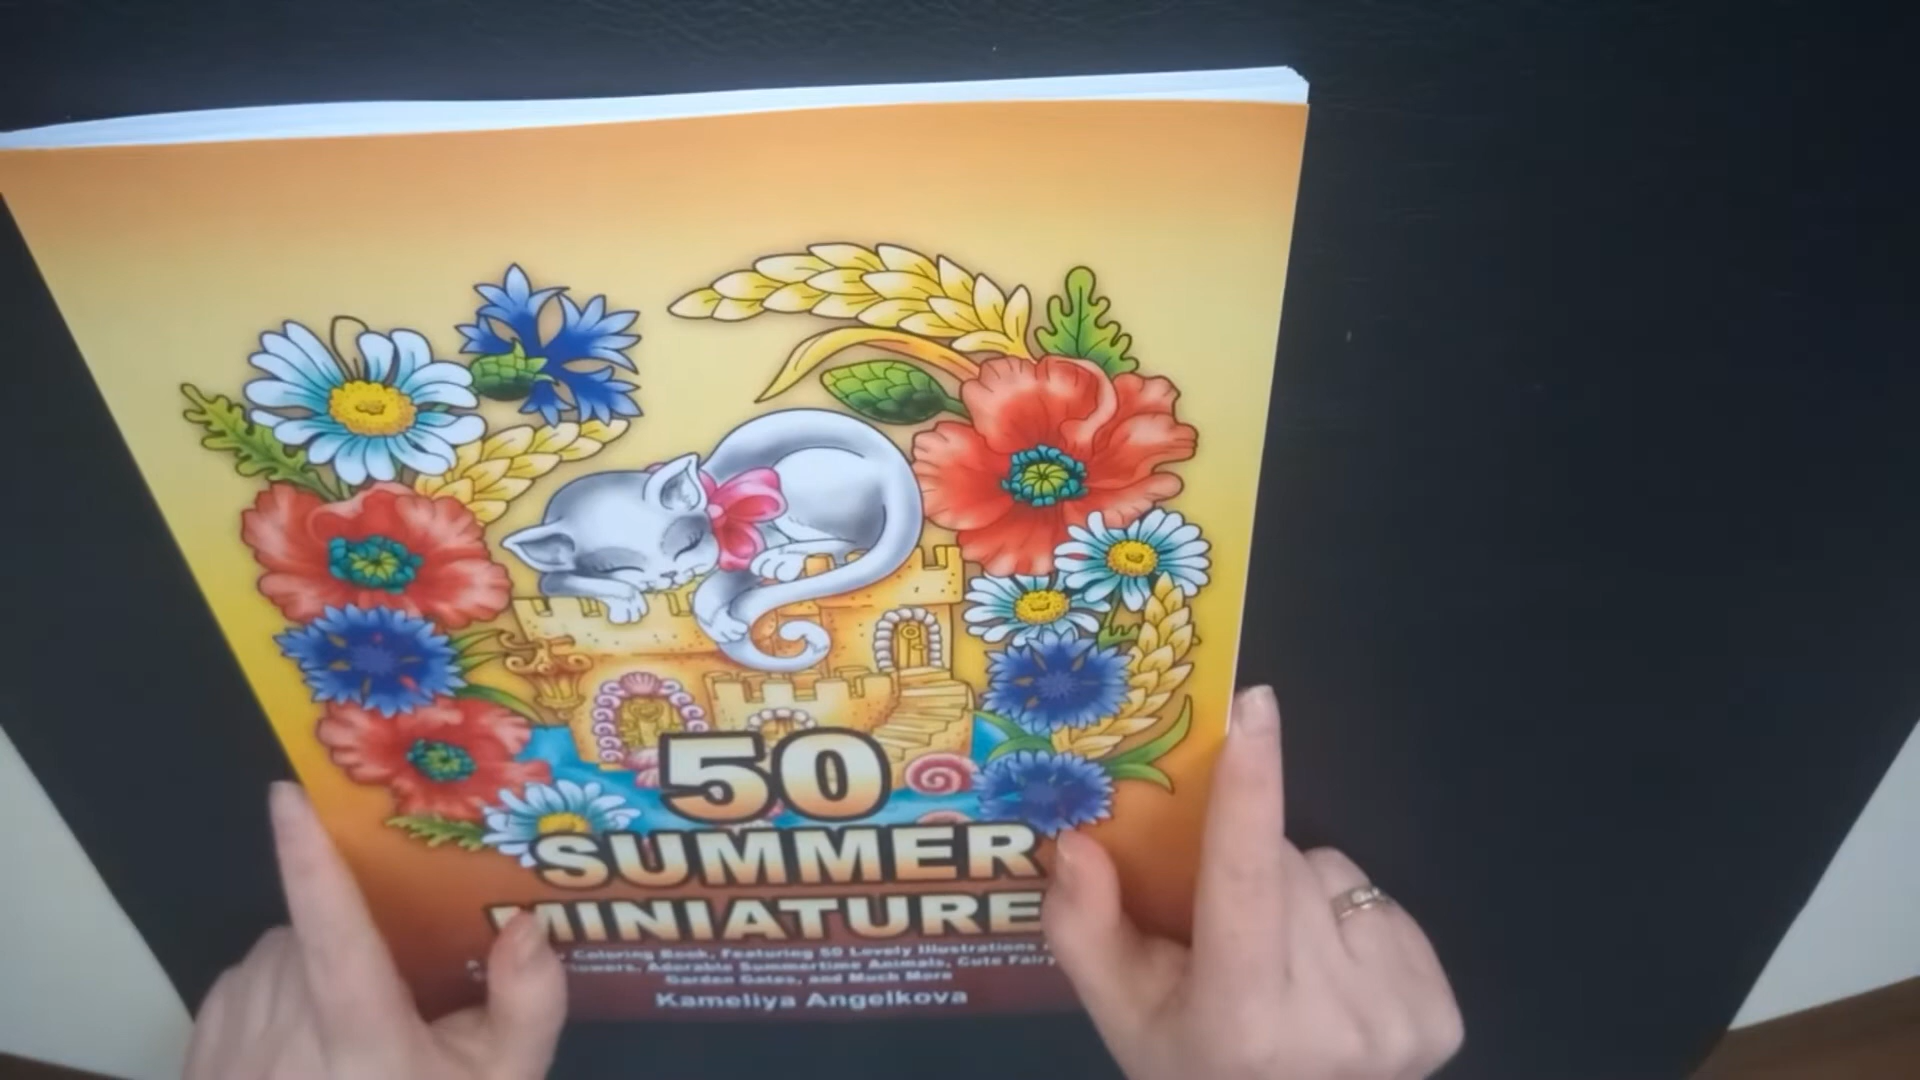 50
SUMMER
MINIATURE
A Coloring Book, Featuring 50 Lovely Illustrations
Flowers, Adorable Summertime Animals, Cute Fairy
Garden Gates, and Much More
Kameliya Angelkova